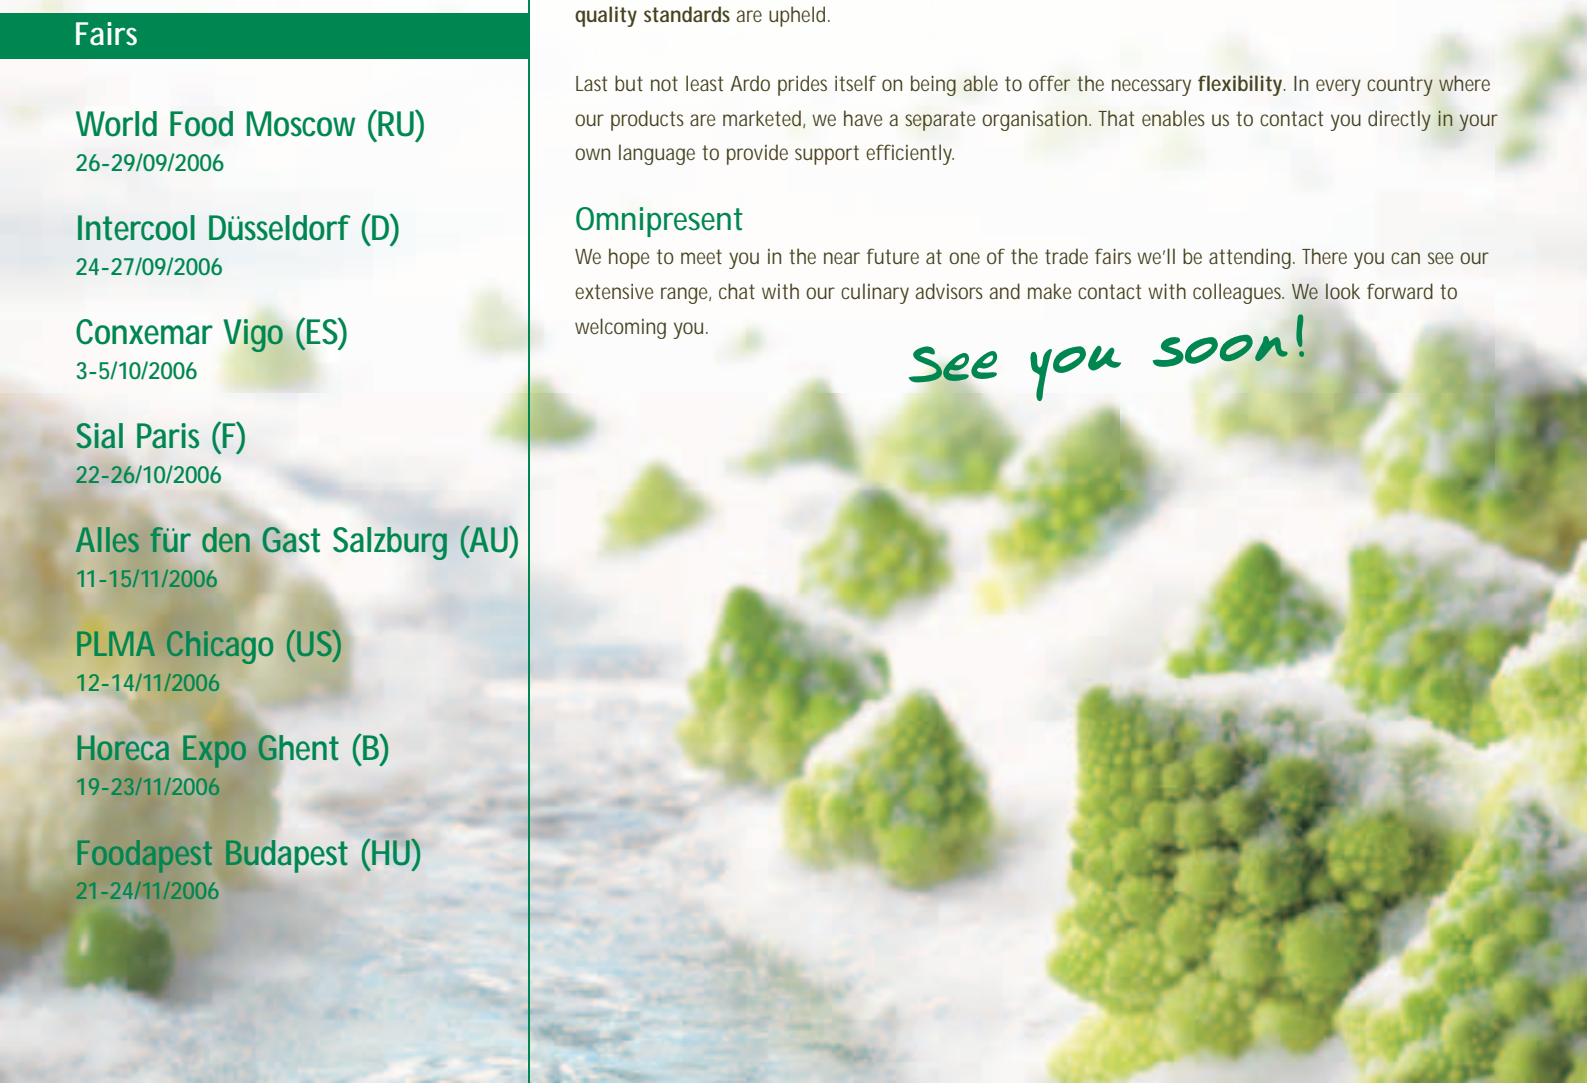 Fairs
World Food Moscow (RU)
26-29/09/2006
Intercool Düsseldorf (D)
24-27/09/2006
Conxemar Vigo (ES)
3-5/10/2006
Sial Paris (F)
22-26/10/2006
Alles für den Gast Salzburg (AU)
11-15/11/2006
PLMA Chicago (US)
12-14/11/2006
Horeca Expo Ghent (B)
19-23/11/2006
Foodapest Budapest (HU)
21-24/11/2006
quality standards are upheld.
Last but not least Ardo prides itself on being able to offer the necessary flexibility. In every country where
our products are marketed, we have a separate organisation. That enables us to contact you directly in your
own language to provide support efficiently.
Omnipresent
We hope to meet you in the near future at one of the trade fairs we'll be attending. There you can see our
extensive range, chat with our culinary advisors and make contact with colleagues. We look forward to
welcoming you.
see you soon!